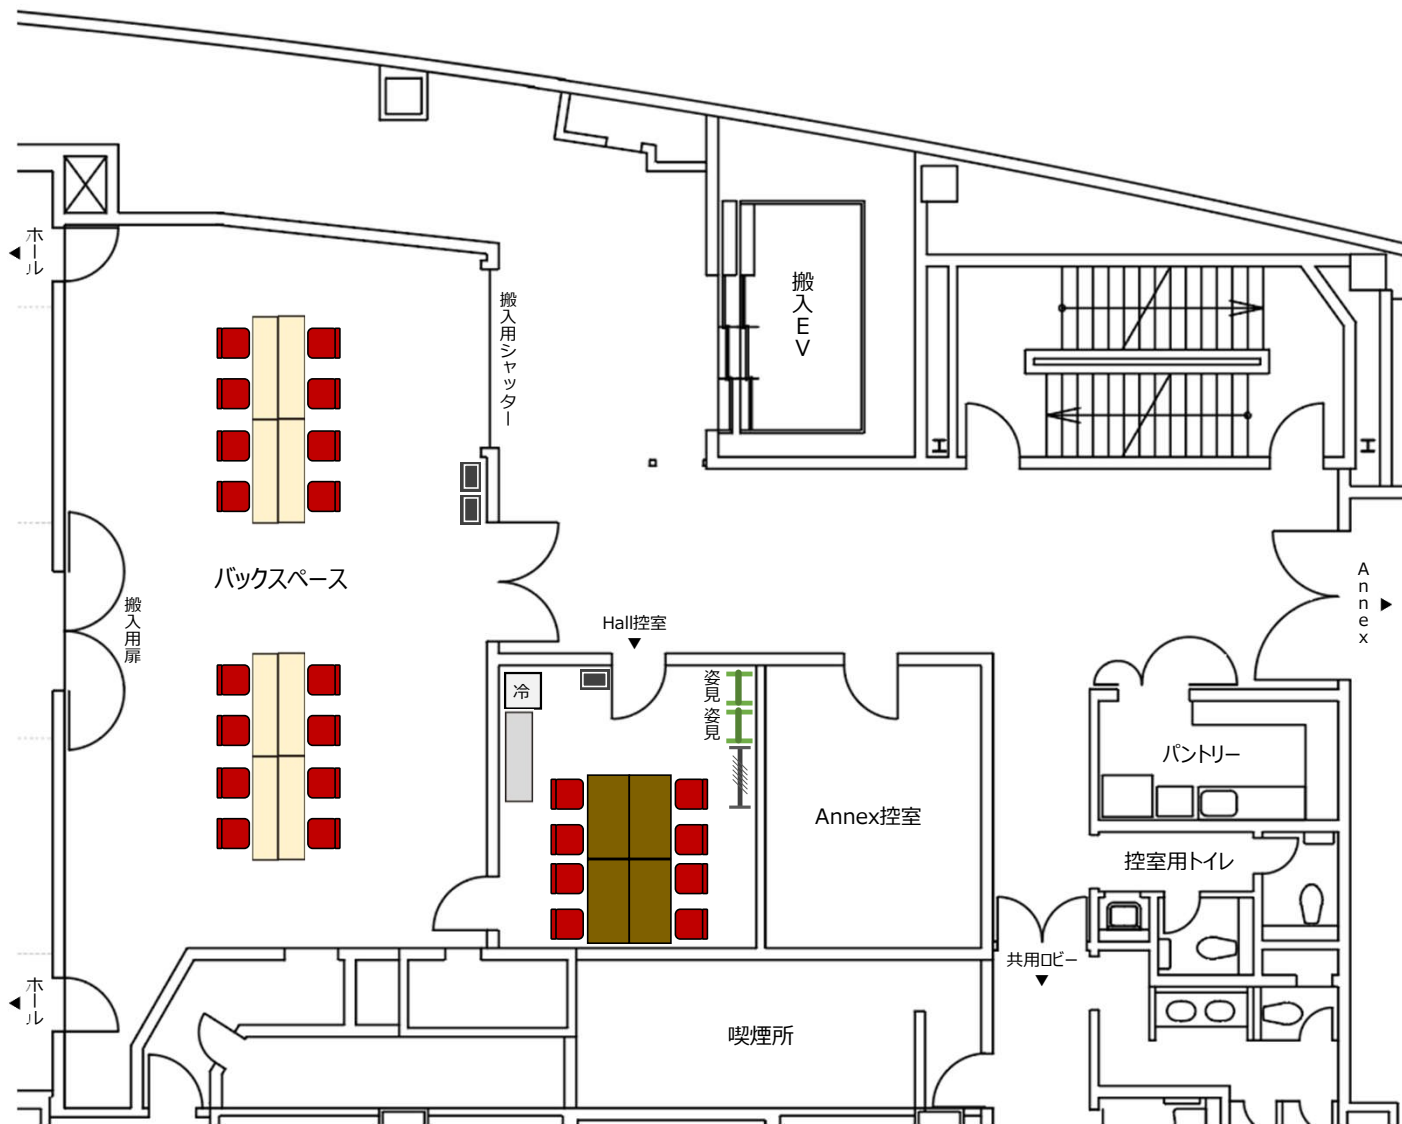 ◀ホール
搬入用シャッター
搬入EV
バックスペース
搬入用扉
Hall控室
▼
Annex ▶
冷
姿見
姿見
パントリー
Annex控室
控室用トイレ
共用ロビー
▼
◀ホール
喫煙所